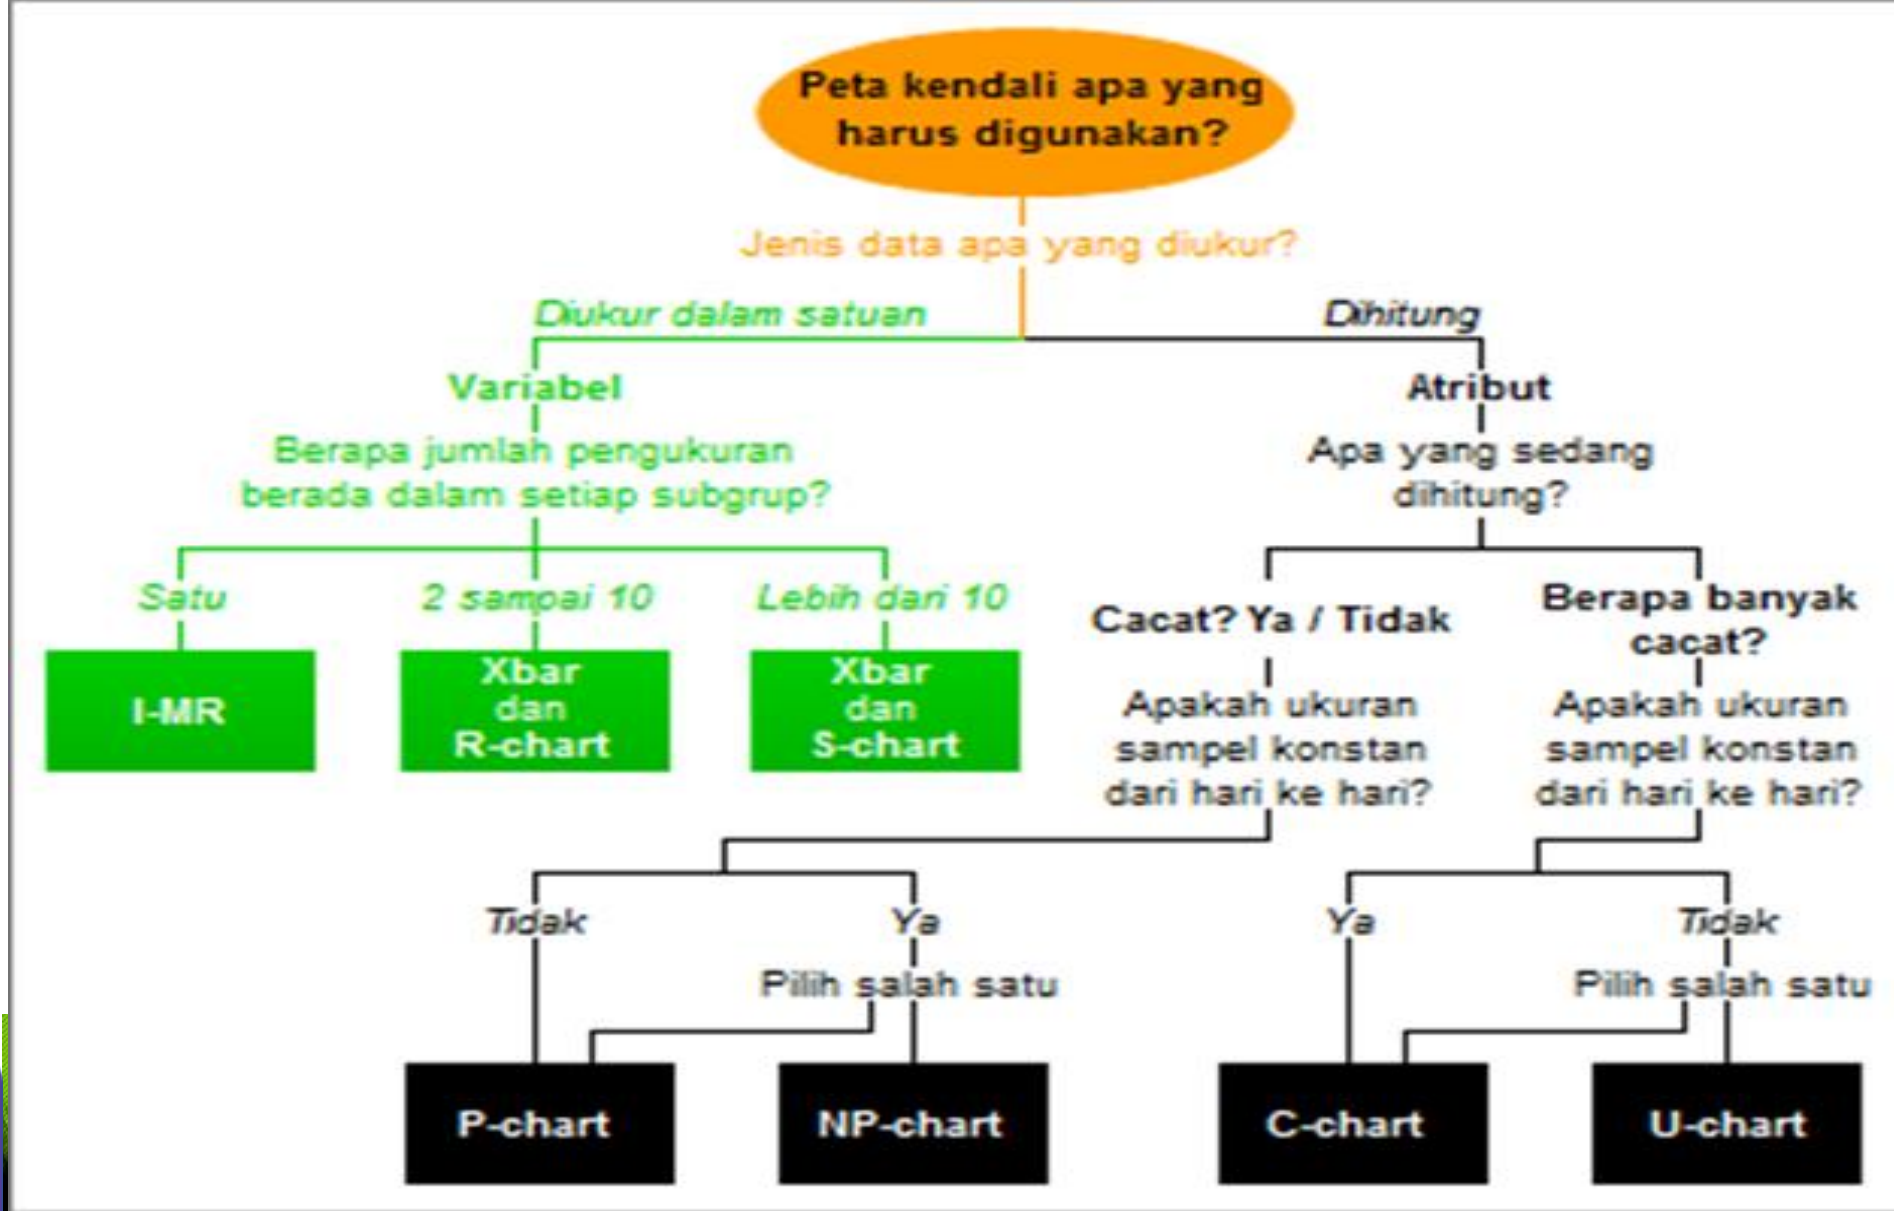 Peta kendali apa yang
harus digunakan?
Jenis data apa yang diukur?
Diukur dalam satuan
Dihitung
Variabel
Atribut
Berapa jumlah pengukuran
berada dalam setiap subgrup?
Apa yang sedang
dihitung?
Satu
2 sampai 10
Lebih dari 10
Cacat? Ya / Tidak
Berapa banyak
cacat?
I-MR
Xbar
dan
R-chart
Xbar
dan
S-chart
Apakah ukuran
sampel konstan
dari hari ke hari?
Apakah ukuran
sampel konstan
dari hari ke hari?
Tidak
Ya
Ya
Tidak
Pilih salah satu
Pilih salah satu
P-chart
NP-chart
C-chart
U-chart